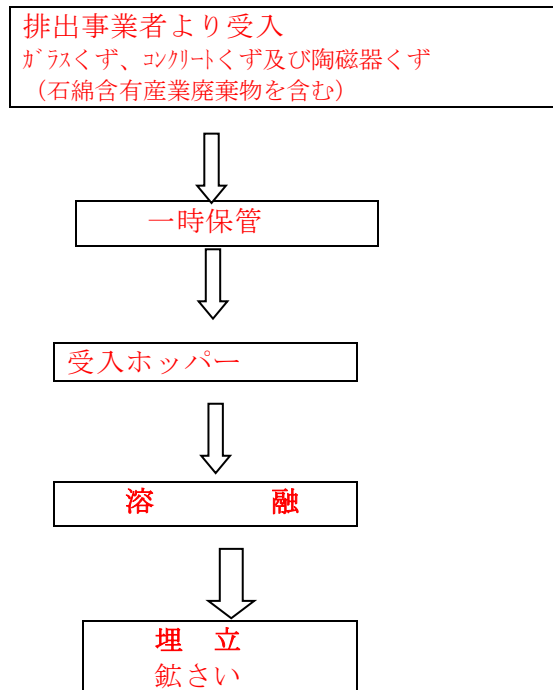 排出事業者より受入
ｶﾞﾗｽくず、ｺﾝｸﾘｰﾄくず及び陶磁器くず
（石綿含有産業廃棄物を含む）
一時保管
受入ホッパー
溶　　　　融
埋　立
鉱さい